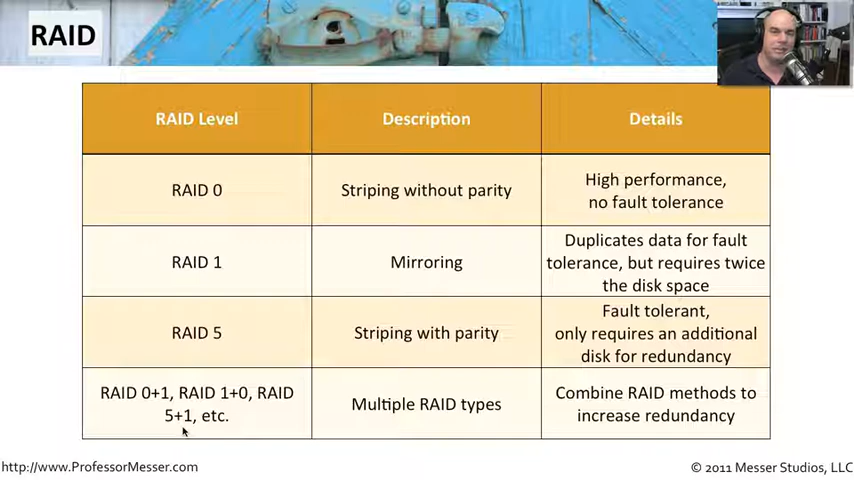 RAID
RAID Level
Description
Details
RAID 0
Striping without parity
High performance,
no fault tolerance
RAID 1
Mirroring
Duplicates data for fault
tolerance, but requires twice
the disk space
RAID 5
Striping with parity
Fault tolerant,
only requires an additional
disk for redundancy
RAID 0+1, RAID 1+0, RAID
5+1, etc.
Multiple RAID types
Combine RAID methods to
increase redundancy
http://www.ProfessorMesser.com
© 2011 Messer Studios, LLC